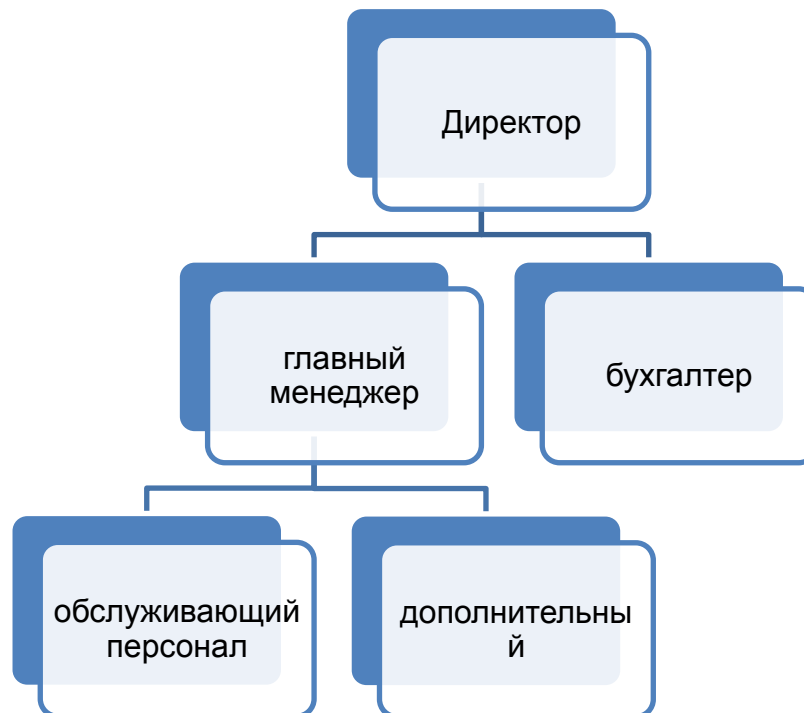 Директор
главный
менеджер
бухгалтер
обслуживающий
персонал
дополнительны
й